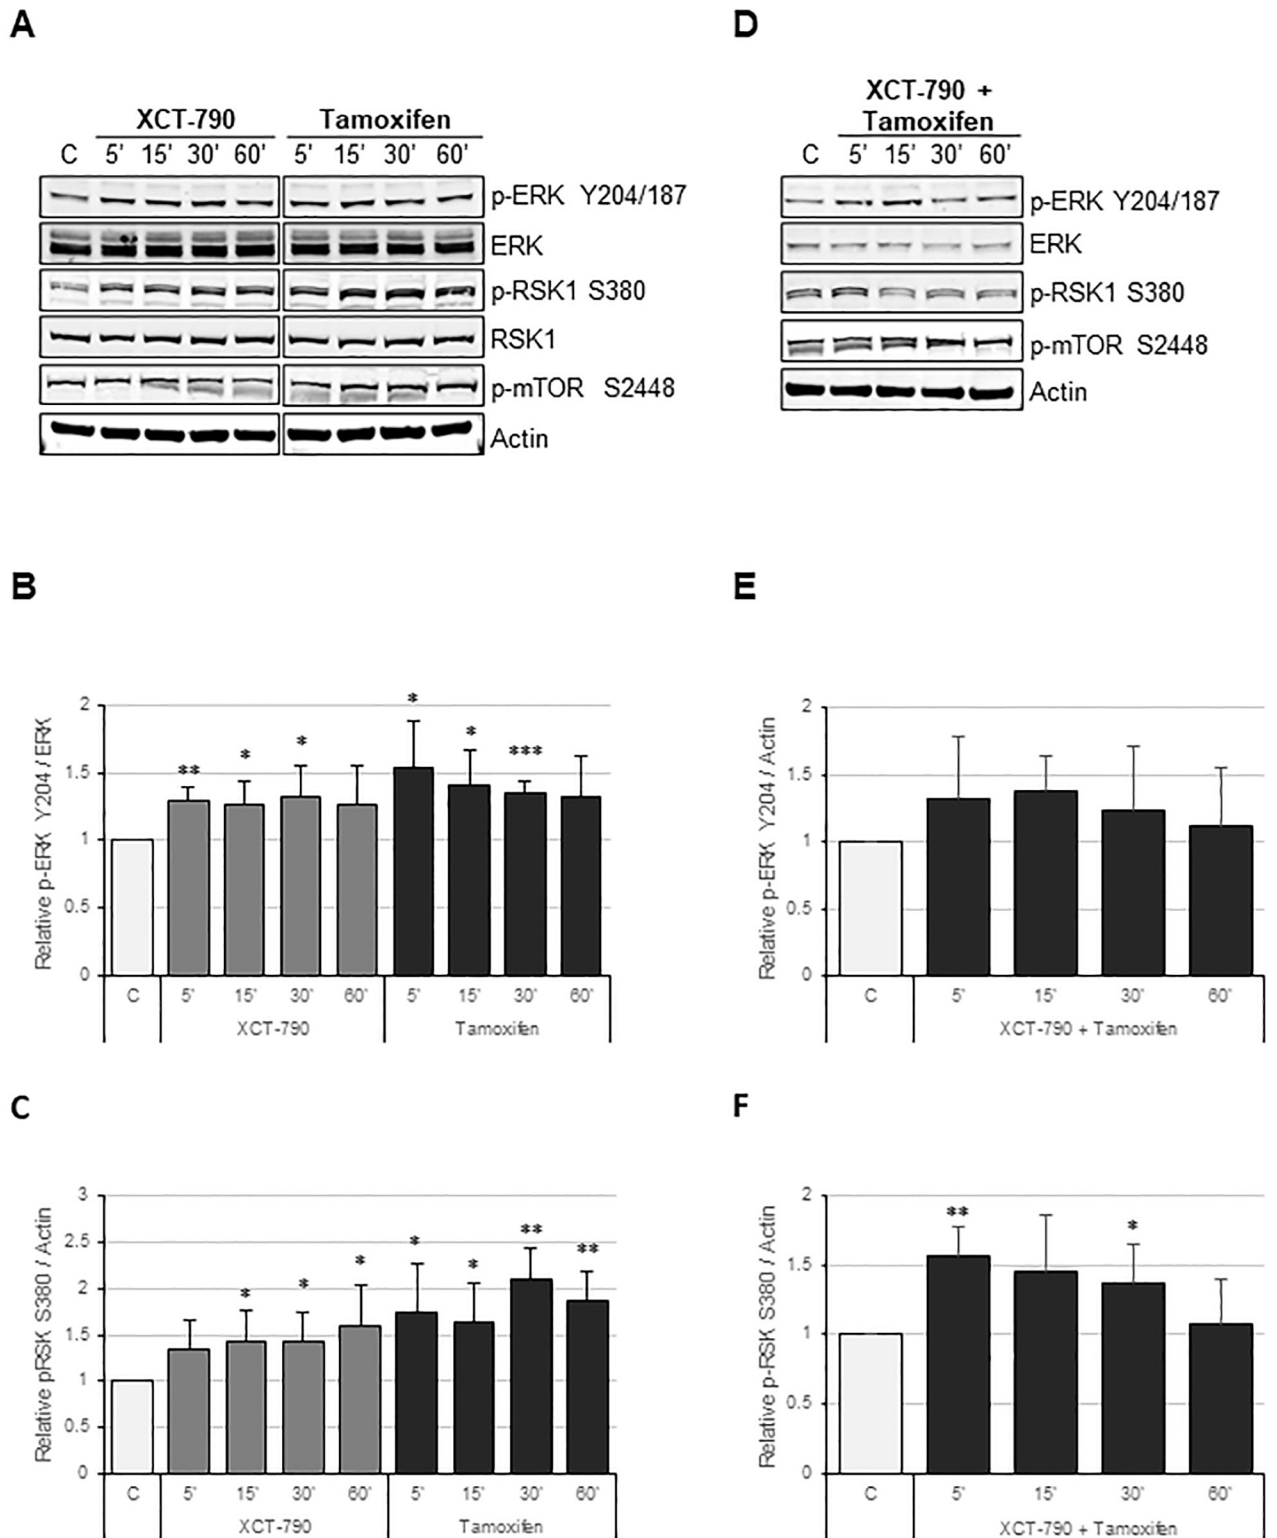 A
XCT-790 Tamoxifen
C 5' 15' 30' 60' 5' 15' 30' 60'
p-ERK Y204/187
ERK
p-RSK1 S380
RSK1
p-mTOR S2448
Actin
D
XCT-790 +
Tamoxifen
C 5' 15' 30' 60'
p-ERK Y204/187
ERK
p-RSK1 S380
p-mTOR S2448
Actin
B
Relative p-ERK Y204 / ERK
2
1.5
1
0.5
0
** * * * * ***
C 5' 15' 30' 60' 5' 15' 30' 60'
XCT-790 Tamoxifen
E
Relative p-ERK Y204 / Actin
2
1.5
1
0.5
0
C 5' 15' 30' 60'
XCT-790 + Tamoxifen
C
Relative pRSK S380 / Actin
3
2.5
2
1.5
1
0.5
0
* * * * * ** **
C 5' 15' 30' 60' 5' 15' 30' 60'
XCT-790 Tamoxifen
F
Relative p-RSK S380 / Actin
2
1.5
1
0.5
0
** *
C 5' 15' 30' 60'
XCT-790 + Tamoxifen